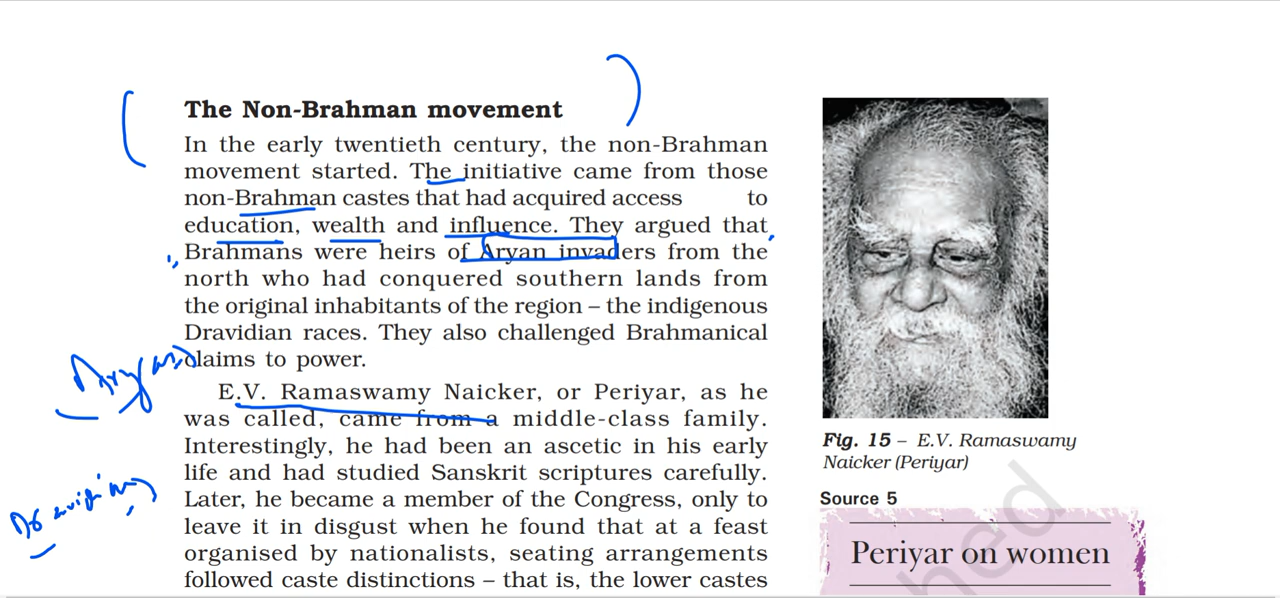 The Non-Brahman movement
In the early twentieth century, the non-Brahman
movement started. The initiative came from those
non-Brahman castes that had acquired access to
education, wealth and influence. They argued that
Brahmans were heirs of Aryan invaders from the
north who had conquered southern lands from
the original inhabitants of the region – the indigenous
Dravidian races. They also challenged Brahmanical
claims to power.
Aryans
E.V. Ramaswamy Naicker, or Periyar, as he
was called, came from a middle-class family.
Interestingly, he had been an ascetic in his early
life and had studied Sanskrit scriptures carefully.
Later, he became a member of the Congress, only to
leave it in disgust when he found that at a feast
organised by nationalists, seating arrangements
followed caste distinctions – that is, the lower castes
Fig. 15 – E.V. Ramaswamy
Naicker (Periyar)
Source 5
Periyar on women
hed